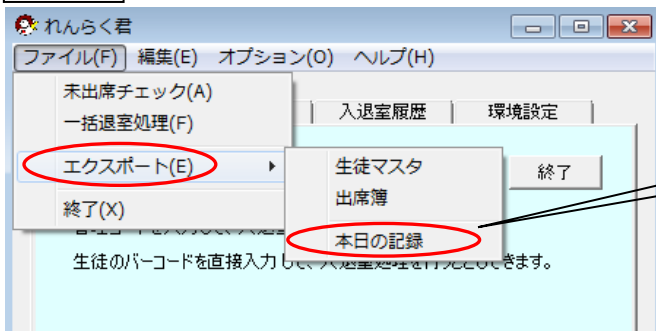 れんらく君
ファイル(F) 編集(E) オプション(O) ヘルプ(H)
未出席チェック(A)
一括退室処理(F)
入退室履歴 環境設定
エクスポート(E)
生徒マスタ
終了
出席簿
終了(X)
本日の記録
生徒のバーコードを直接入力して、入退室処理を行うこともできます。